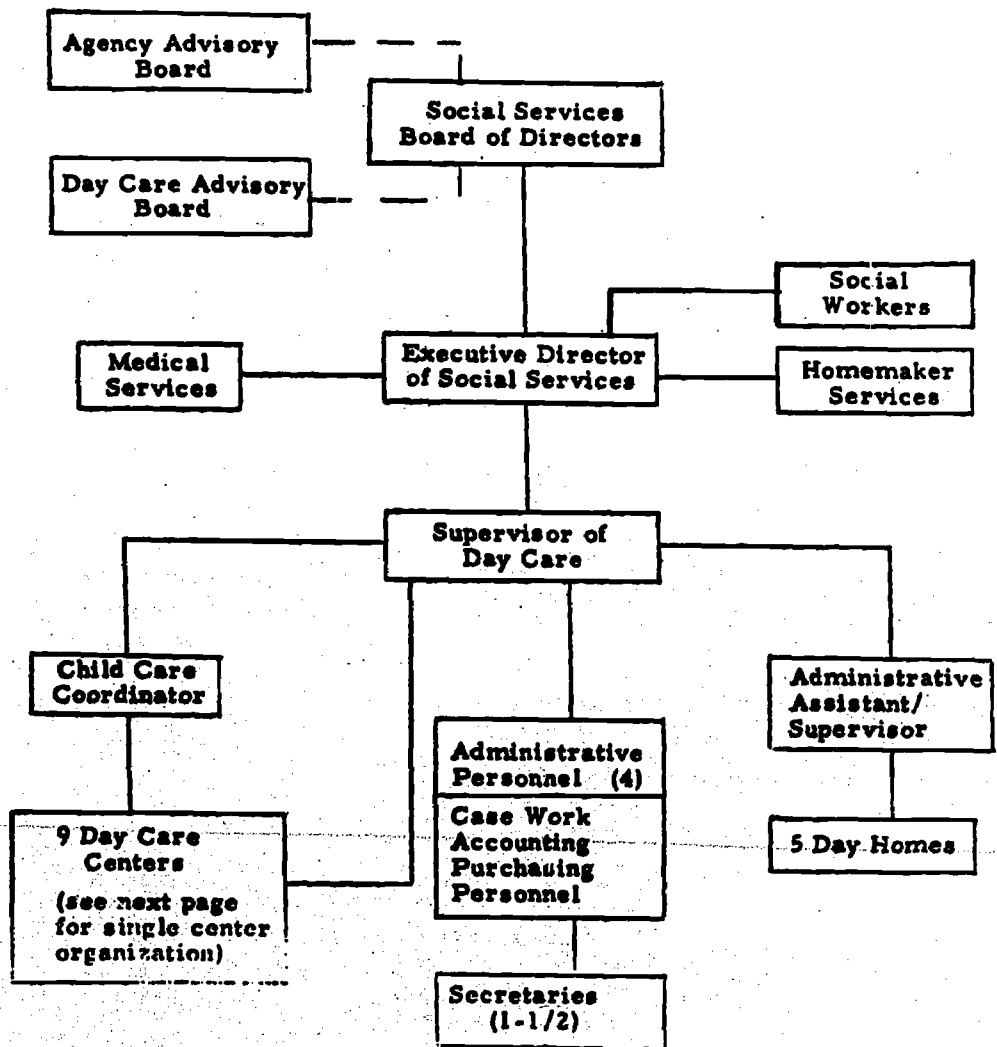 Agency Advisory
Board
Social Services
Board of Directors
Day Care Advisory
Board
Social
Workers
Medical
Services
Executive Director
of Social Services
Homemaker
Services
Supervisor of
Day Care
Child Care
Coordinator
Administrative
Assistant/
Supervisor
Administrative
Personnel (4)
Case Work
Accounting
Purchasing
Personnel
9 Day Care
Centers
(see next page
for single center
organization)
5 Day Homes
Secretaries
(1-1/2)